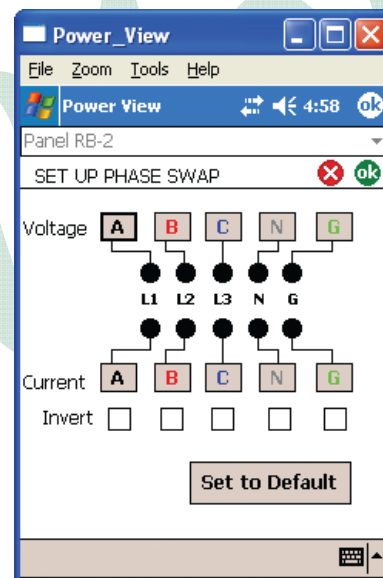 Power_View
File Zoom Tools Help
Power View 4:58 ok
Panel RB-2
SET UP PHASE SWAP ok
Voltage A B C N G
L1 L2 L3 N G
Current A B C N G
Invert
Set to Default